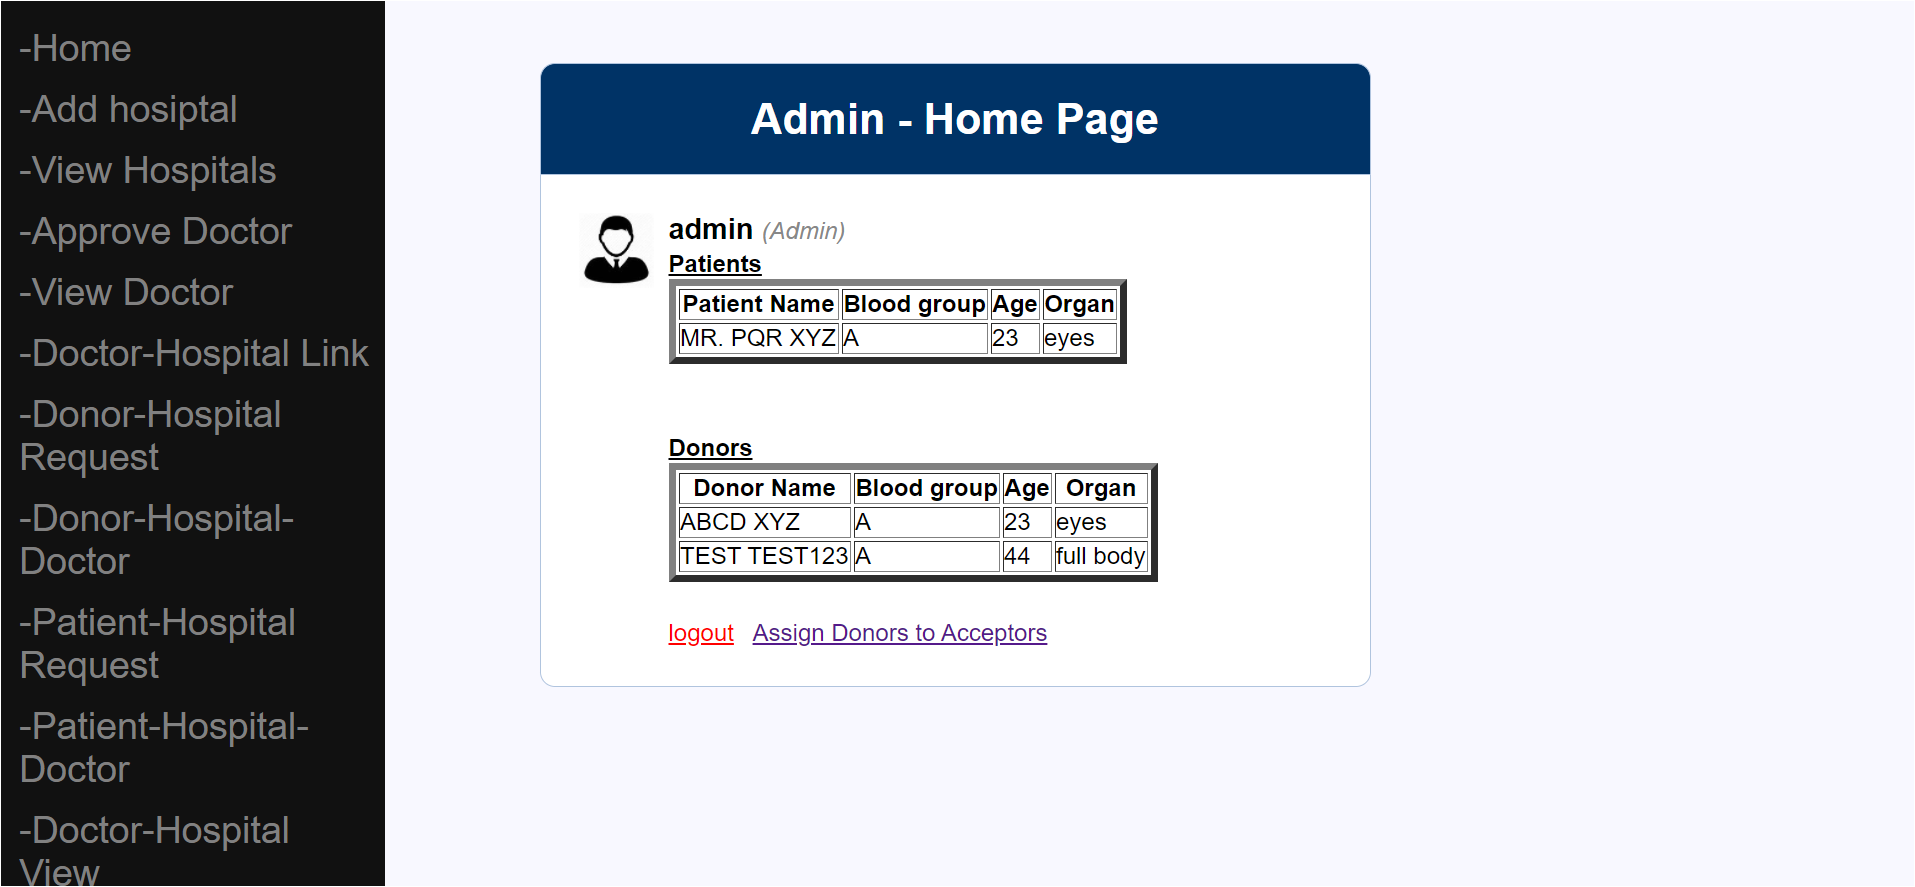 -Home
-Add hosiptal
-View Hospitals
-Approve Doctor
-View Doctor
-Doctor-Hospital Link
-Donor-Hospital
Request
-Donor-Hospital-
Doctor
-Patient-Hospital
Request
-Patient-Hospital-
Doctor
-Doctor-Hospital
View
Admin - Home Page
admin (Admin)
Patients
Patient Name Blood group Age Organ
MR. PQR XYZ A 23 eyes
Donors
Donor Name Blood group Age Organ
ABCD XYZ A 23 eyes
TEST TEST123 A 44 full body
logout Assign Donors to Acceptors